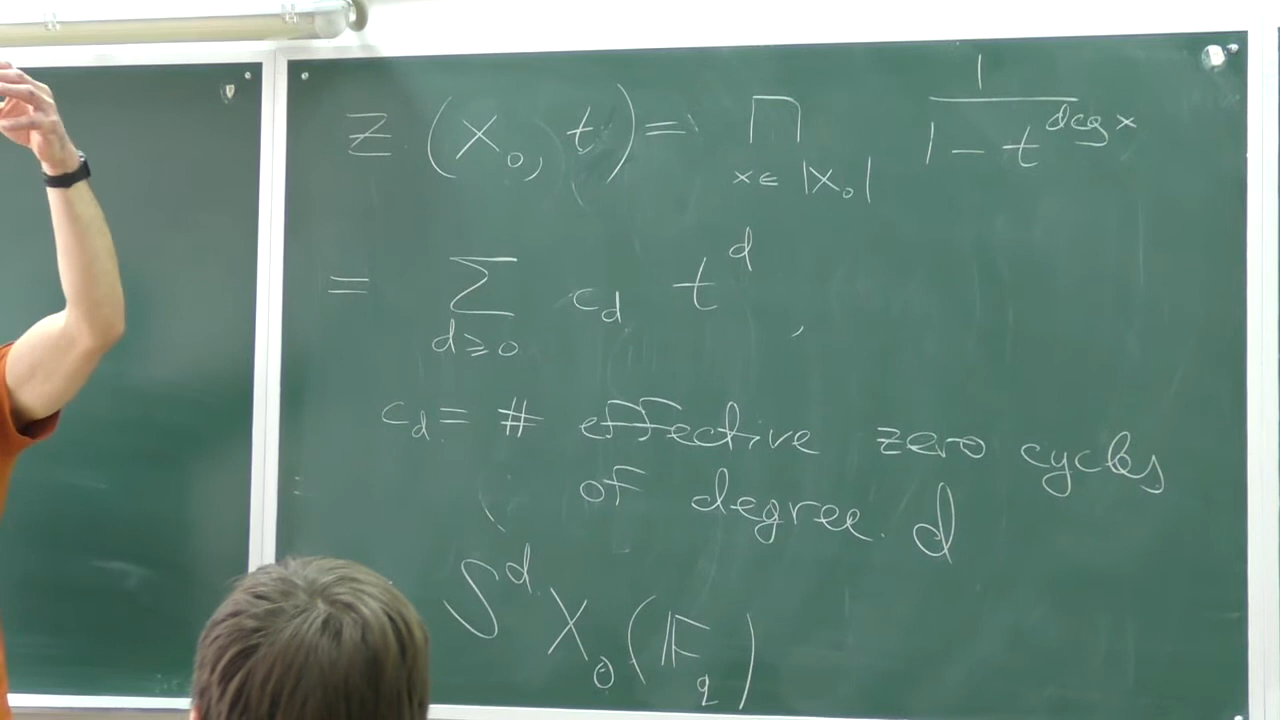 Z(X₀, t) = ∏_{x ∈ |X₀|} 1 / (1 - t^{deg x})
= ∑_{d ⩾ 0} c_d t^d ,
c_d = # effective zero cycles
of degree d
S^d X₀(𝔽_q)